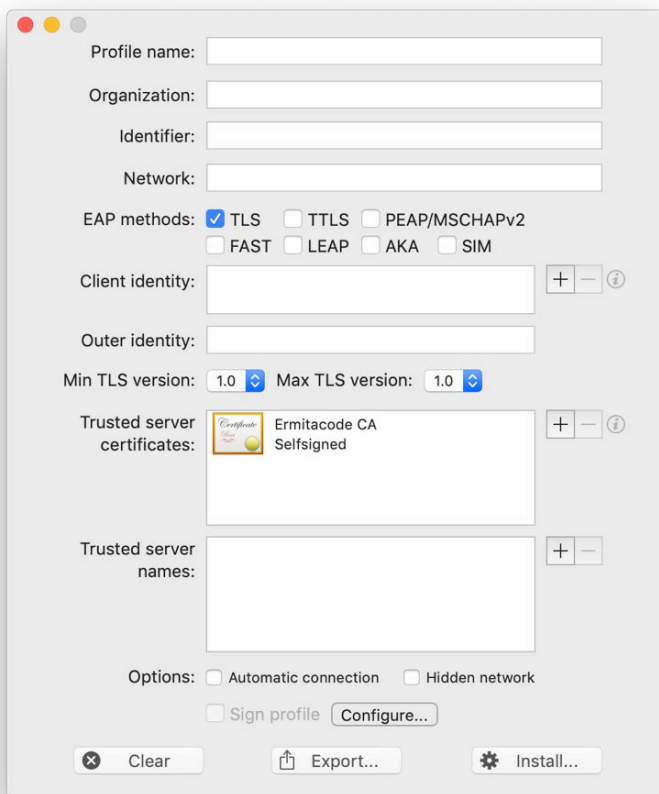 Profile name:
Organization:
Identifier:
Network:
EAP methods: TLS TTLS PEAP/MSCHAPv2
FAST LEAP AKA SIM
Client identity:
Outer identity:
Min TLS version: 1.0 Max TLS version: 1.0
Trusted server certificates:
Certificate
Root
Ermitacode CA
Selfsigned
Trusted server names:
Options: Automatic connection Hidden network
Sign profile Configure...
Clear Export... Install...